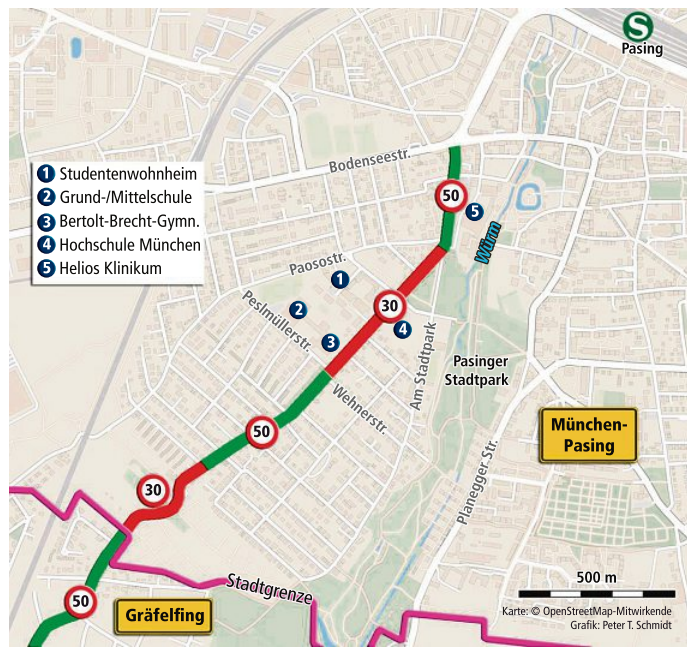 S
Pasing
Bodenseestr.
1 Studentenwohnheim
2 Grund-/Mittelschule
3 Bertolt-Brecht-Gymn.
4 Hochschule München
5 Helios Klinikum
50
5
Würm
Paosostr.
1
Peslmüllerstr.
2
30
4
3
Am Stadtpark
Pasinger
Stadtpark
Wehnerstr.
50
München-
Pasing
Planegger Str.
30
Stadtgrenze
50
Gräfelfing
500 m
Karte: © OpenStreetMap-Mitwirkende
Grafik: Peter T. Schmidt